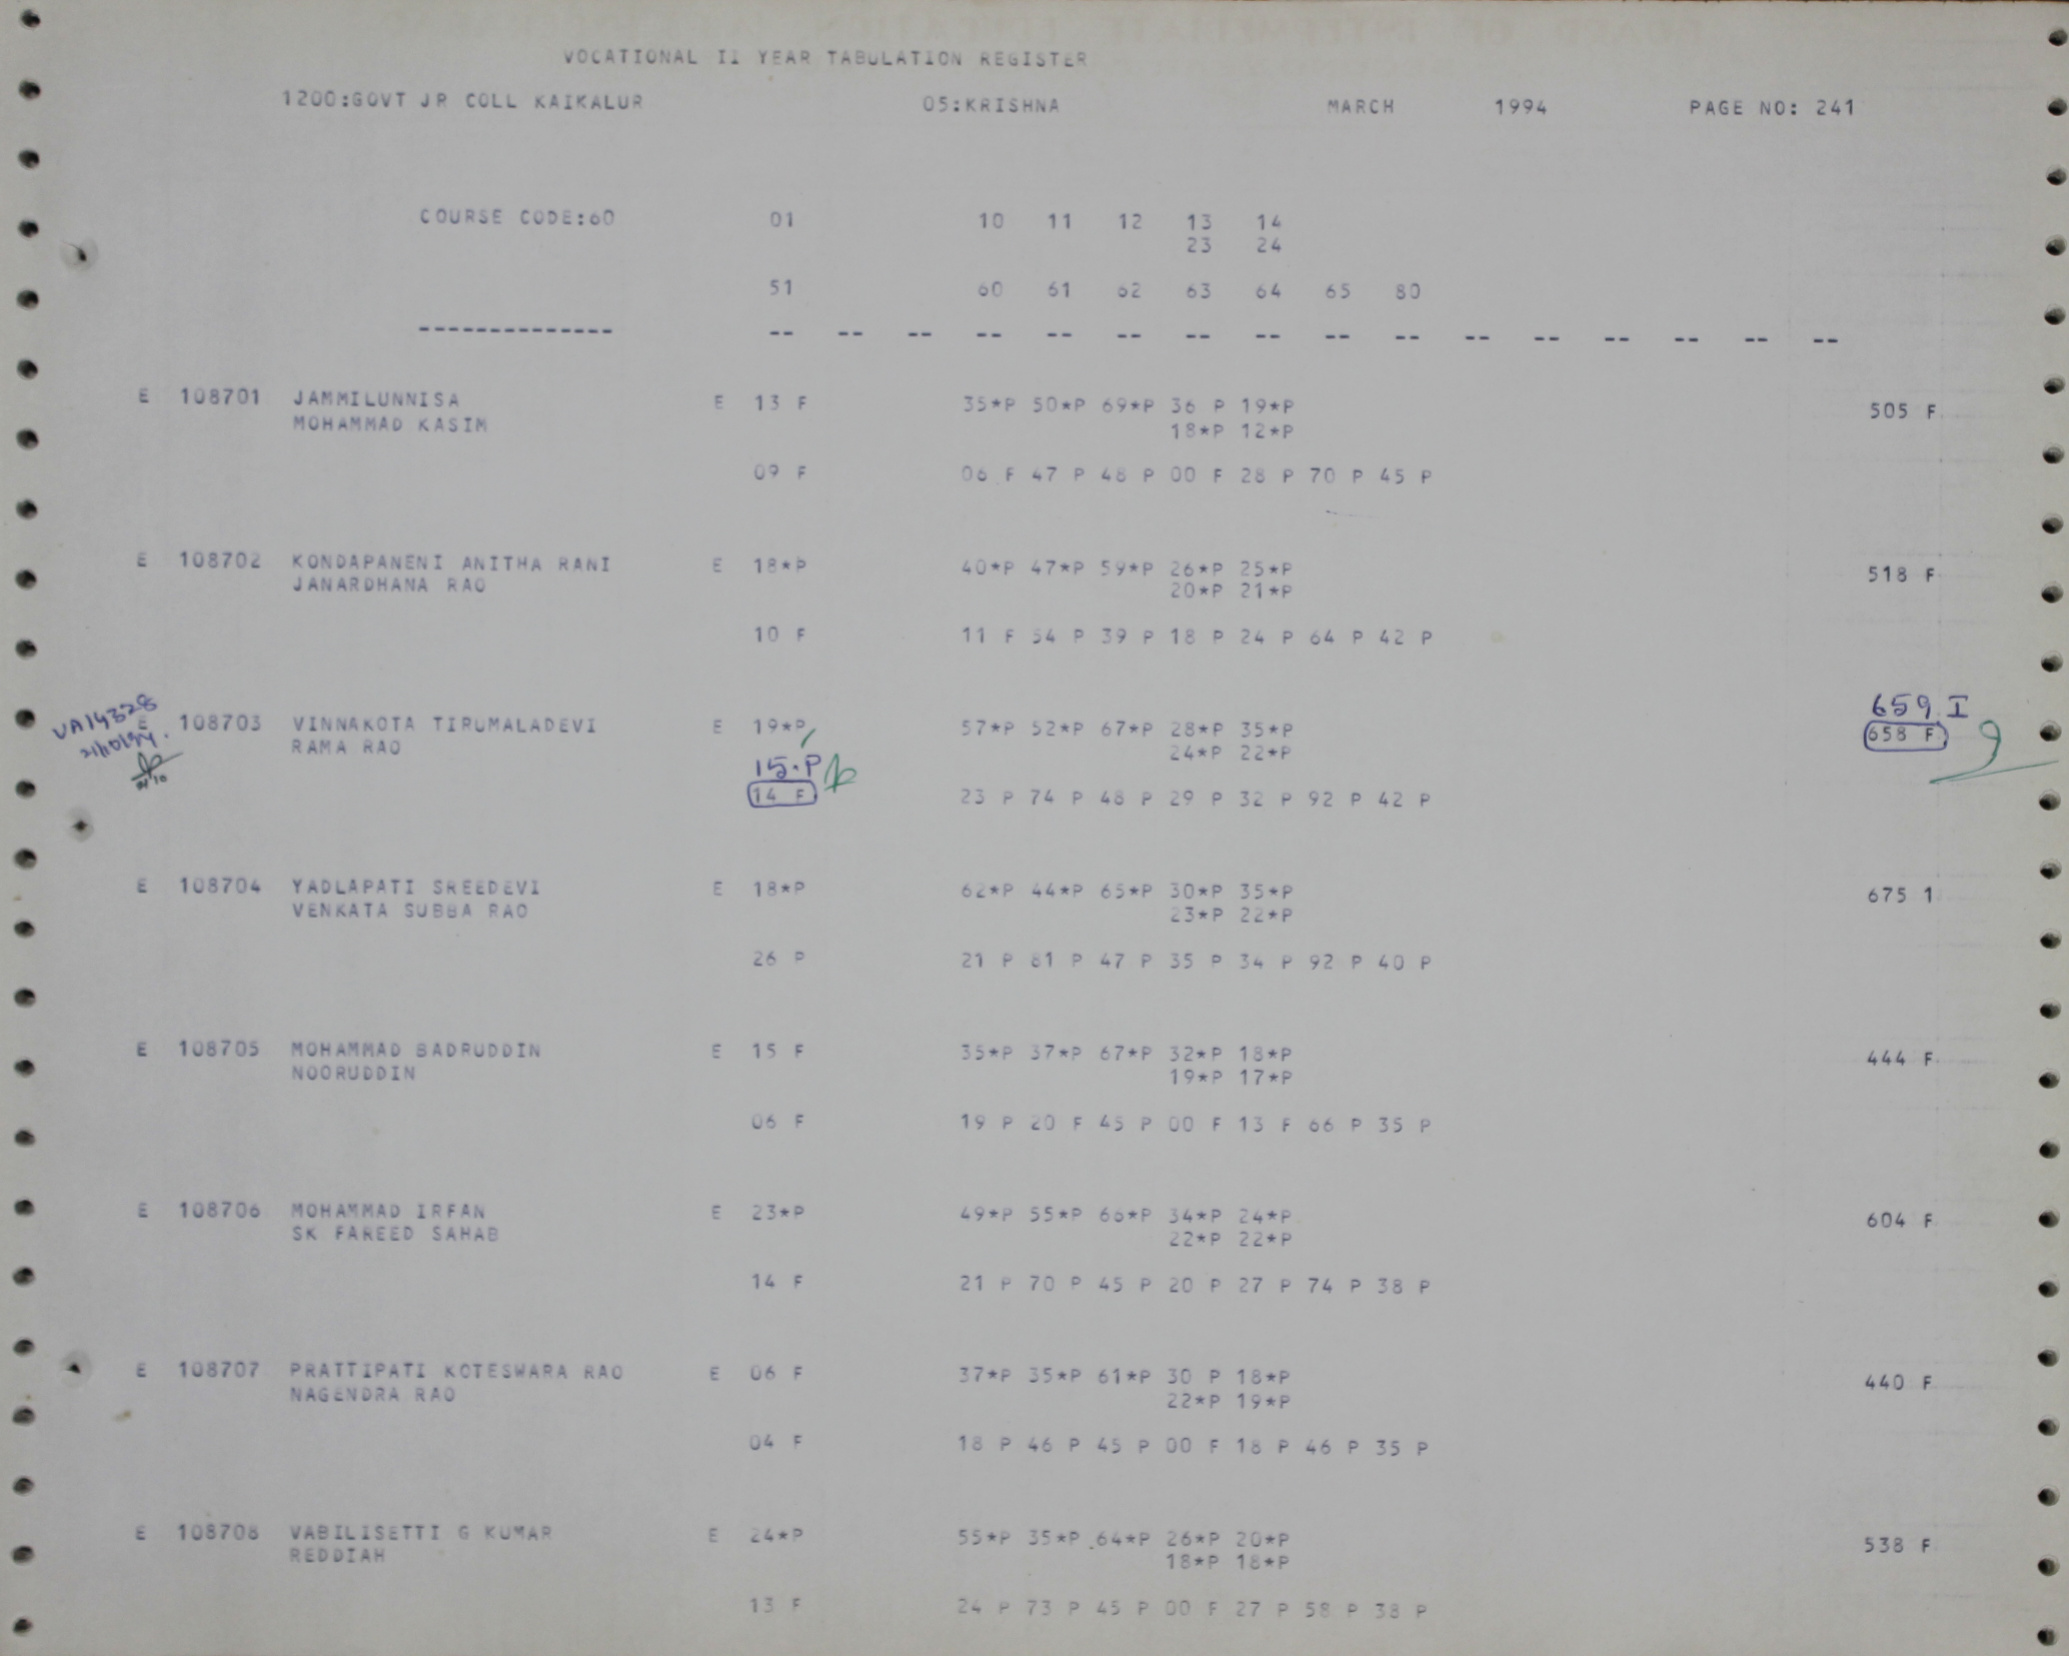 VOCATIONAL II YEAR TABULATION REGISTER
1200:GOVT JR COLL KAIKALUR 05:KRISHNA MARCH 1994 PAGE NO: 241
COURSE CODE:60 01 10 11 12 13 14
23 24
51 60 61 62 63 64 65 80
-------------- -- -- -- -- -- -- -- -- -- -- -- -- -- -- -- --
E 108701 JAMMILUNNISA E 13 F 35*P 50*P 69*P 36 P 19*P 505 F
MOHAMMAD KASIM 18*P 12*P
09 F 06 F 47 P 48 P 00 F 28 P 70 P 45 P
E 108702 KONDAPANENI ANITHA RANI E 18*P 40*P 47*P 59*P 26*P 25*P 518 F
JANARDHANA RAO 20*P 21*P
10 F 11 F 54 P 39 P 18 P 24 P 64 P 42 P
VA14328 659 I
E 108703 VINNAKOTA TIRUMALADEVI E 19*P 57*P 52*P 67*P 28*P 35*P 658 F
21/10/94. RAMA RAO 24*P 22*P
15.P
14 F 23 P 74 P 48 P 29 P 32 P 92 P 42 P
E 108704 YADLAPATI SREEDEVI E 18*P 62*P 44*P 65*P 30*P 35*P 675 1
VENKATA SUBBA RAO 23*P 22*P
26 P 21 P 81 P 47 P 35 P 34 P 92 P 40 P
E 108705 MOHAMMAD BADRUDDIN E 15 F 35*P 37*P 67*P 32*P 18*P 444 F
NOORUDDIN 19*P 17*P
06 F 19 P 20 F 45 P 00 F 13 F 66 P 35 P
E 108706 MOHAMMAD IRFAN E 23*P 49*P 55*P 66*P 34*P 24*P 604 F
SK FAREED SAHAB 22*P 22*P
14 F 21 P 70 P 45 P 20 P 27 P 74 P 38 P
E 108707 PRATTIPATI KOTESWARA RAO E 06 F 37*P 35*P 61*P 30 P 18*P 440 F
NAGENDRA RAO 22*P 19*P
04 F 18 P 46 P 45 P 00 F 18 P 46 P 35 P
E 108708 VABILISETTI G KUMAR E 24*P 55*P 35*P 64*P 26*P 20*P 538 F
REDDIAH 18*P 18*P
13 F 24 P 73 P 45 P 00 F 27 P 58 P 38 P